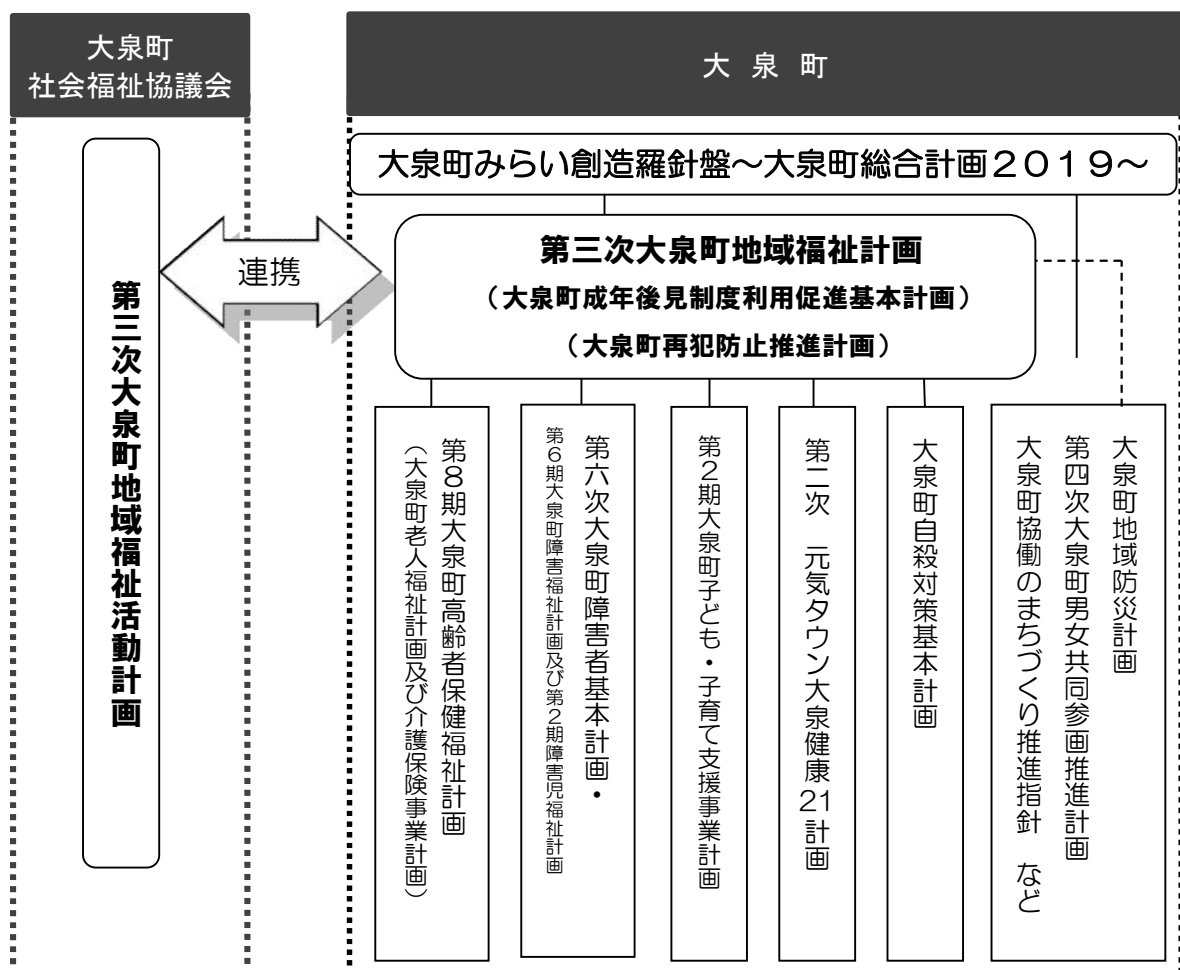 大泉町
社会福祉協議会
大泉町
大泉町みらい創造羅針盤～大泉町総合計画２０１９～
第三次大泉町地域福祉計画
（大泉町成年後見制度利用促進基本計画）
（大泉町再犯防止推進計画）
連携
第三次大泉町地域福祉活動計画
第８期大泉町高齢者保健福祉計画
（大泉町老人福祉計画及び介護保険事業計画）
第六次大泉町障害者基本計画・
第６期大泉町障害福祉計画及び第２期障害児福祉計画
第２期大泉町子ども・子育て支援事業計画
第二次　元気タウン大泉健康21計画
大泉町自殺対策基本計画
大泉町地域防災計画
第四次大泉町男女共同参画推進計画
大泉町協働のまちづくり推進指針　など